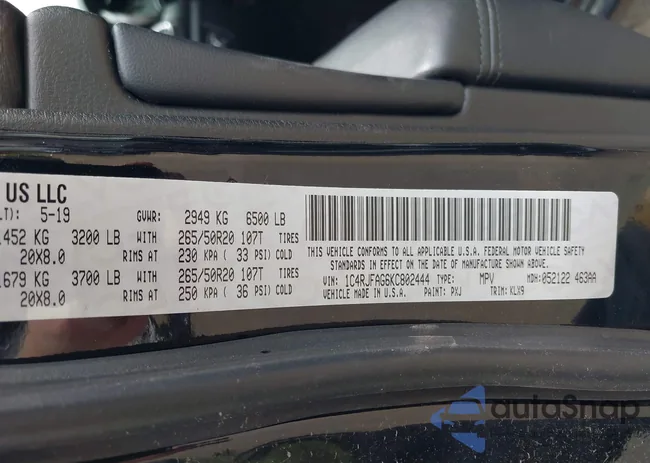 US LLC
LT): 5-19 GVWR: 2949 KG 6500 LB
1452 KG 3200 LB WITH 265/50R20 107T TIRES
20X8.0 RIMS AT 230 KPA ( 33 PSI) COLD
1679 KG 3700 LB WITH 265/50R20 107T TIRES
20X8.0 RIMS AT 250 KPA ( 36 PSI) COLD
THIS VEHICLE CONFORMS TO ALL APPLICABLE U.S.A. FEDERAL MOTOR VEHICLE SAFETY
STANDARDS IN EFFECT ON THE DATE OF MANUFACTURE SHOWN ABOVE.
VIN: 1C4RJFAG6KC802444 TYPE: MPV MDH:052122 463AA
VEHICLE MADE IN U.S.A. PAINT: PXJ TRIM: KLX9
autoSnap